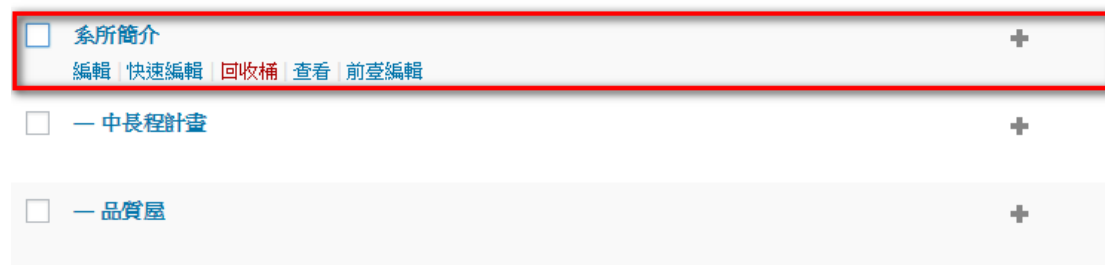 系所簡介
編輯 | 快速編輯 | 回收桶 | 查看 | 前臺編輯
— 中長程計畫
— 品質屋